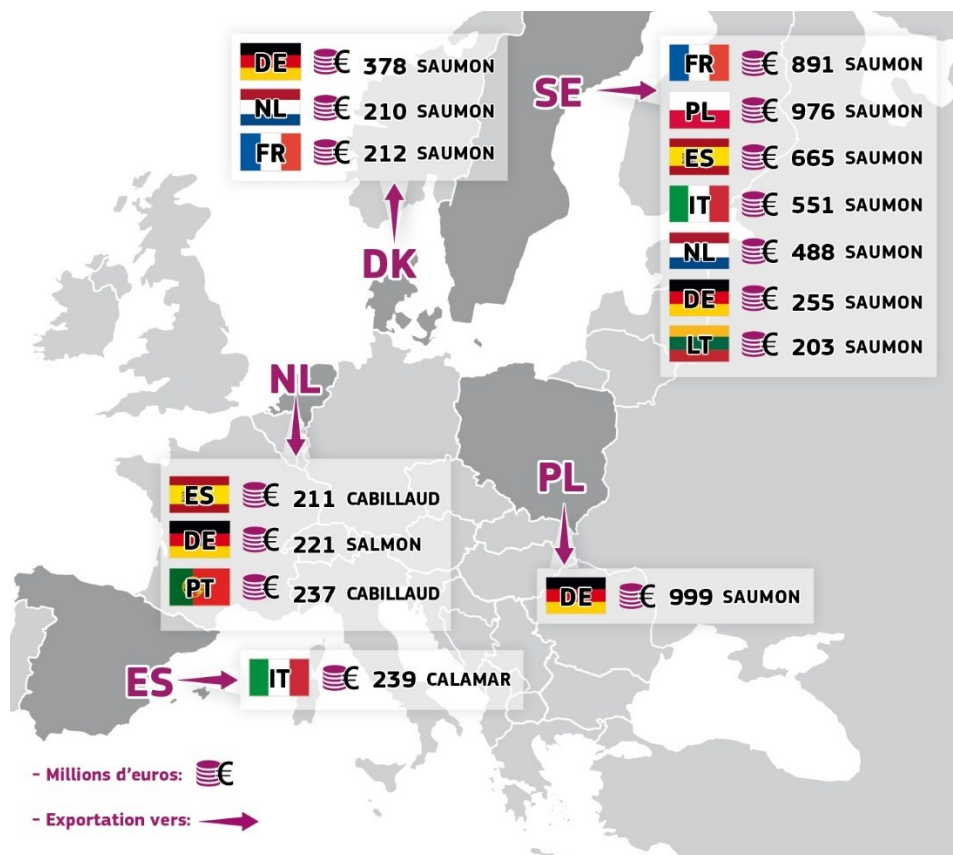 DE 378 SAUMON
NL 210 SAUMON
FR 212 SAUMON
DK
SE
FR 891 SAUMON
PL 976 SAUMON
ES 665 SAUMON
IT 551 SAUMON
NL 488 SAUMON
DE 255 SAUMON
LT 203 SAUMON
NL
ES 211 CABILLAUD
DE 221 SALMON
PT 237 CABILLAUD
PL
DE 999 SAUMON
ES
IT 239 CALAMAR
- Millions d'euros:
- Exportation vers: